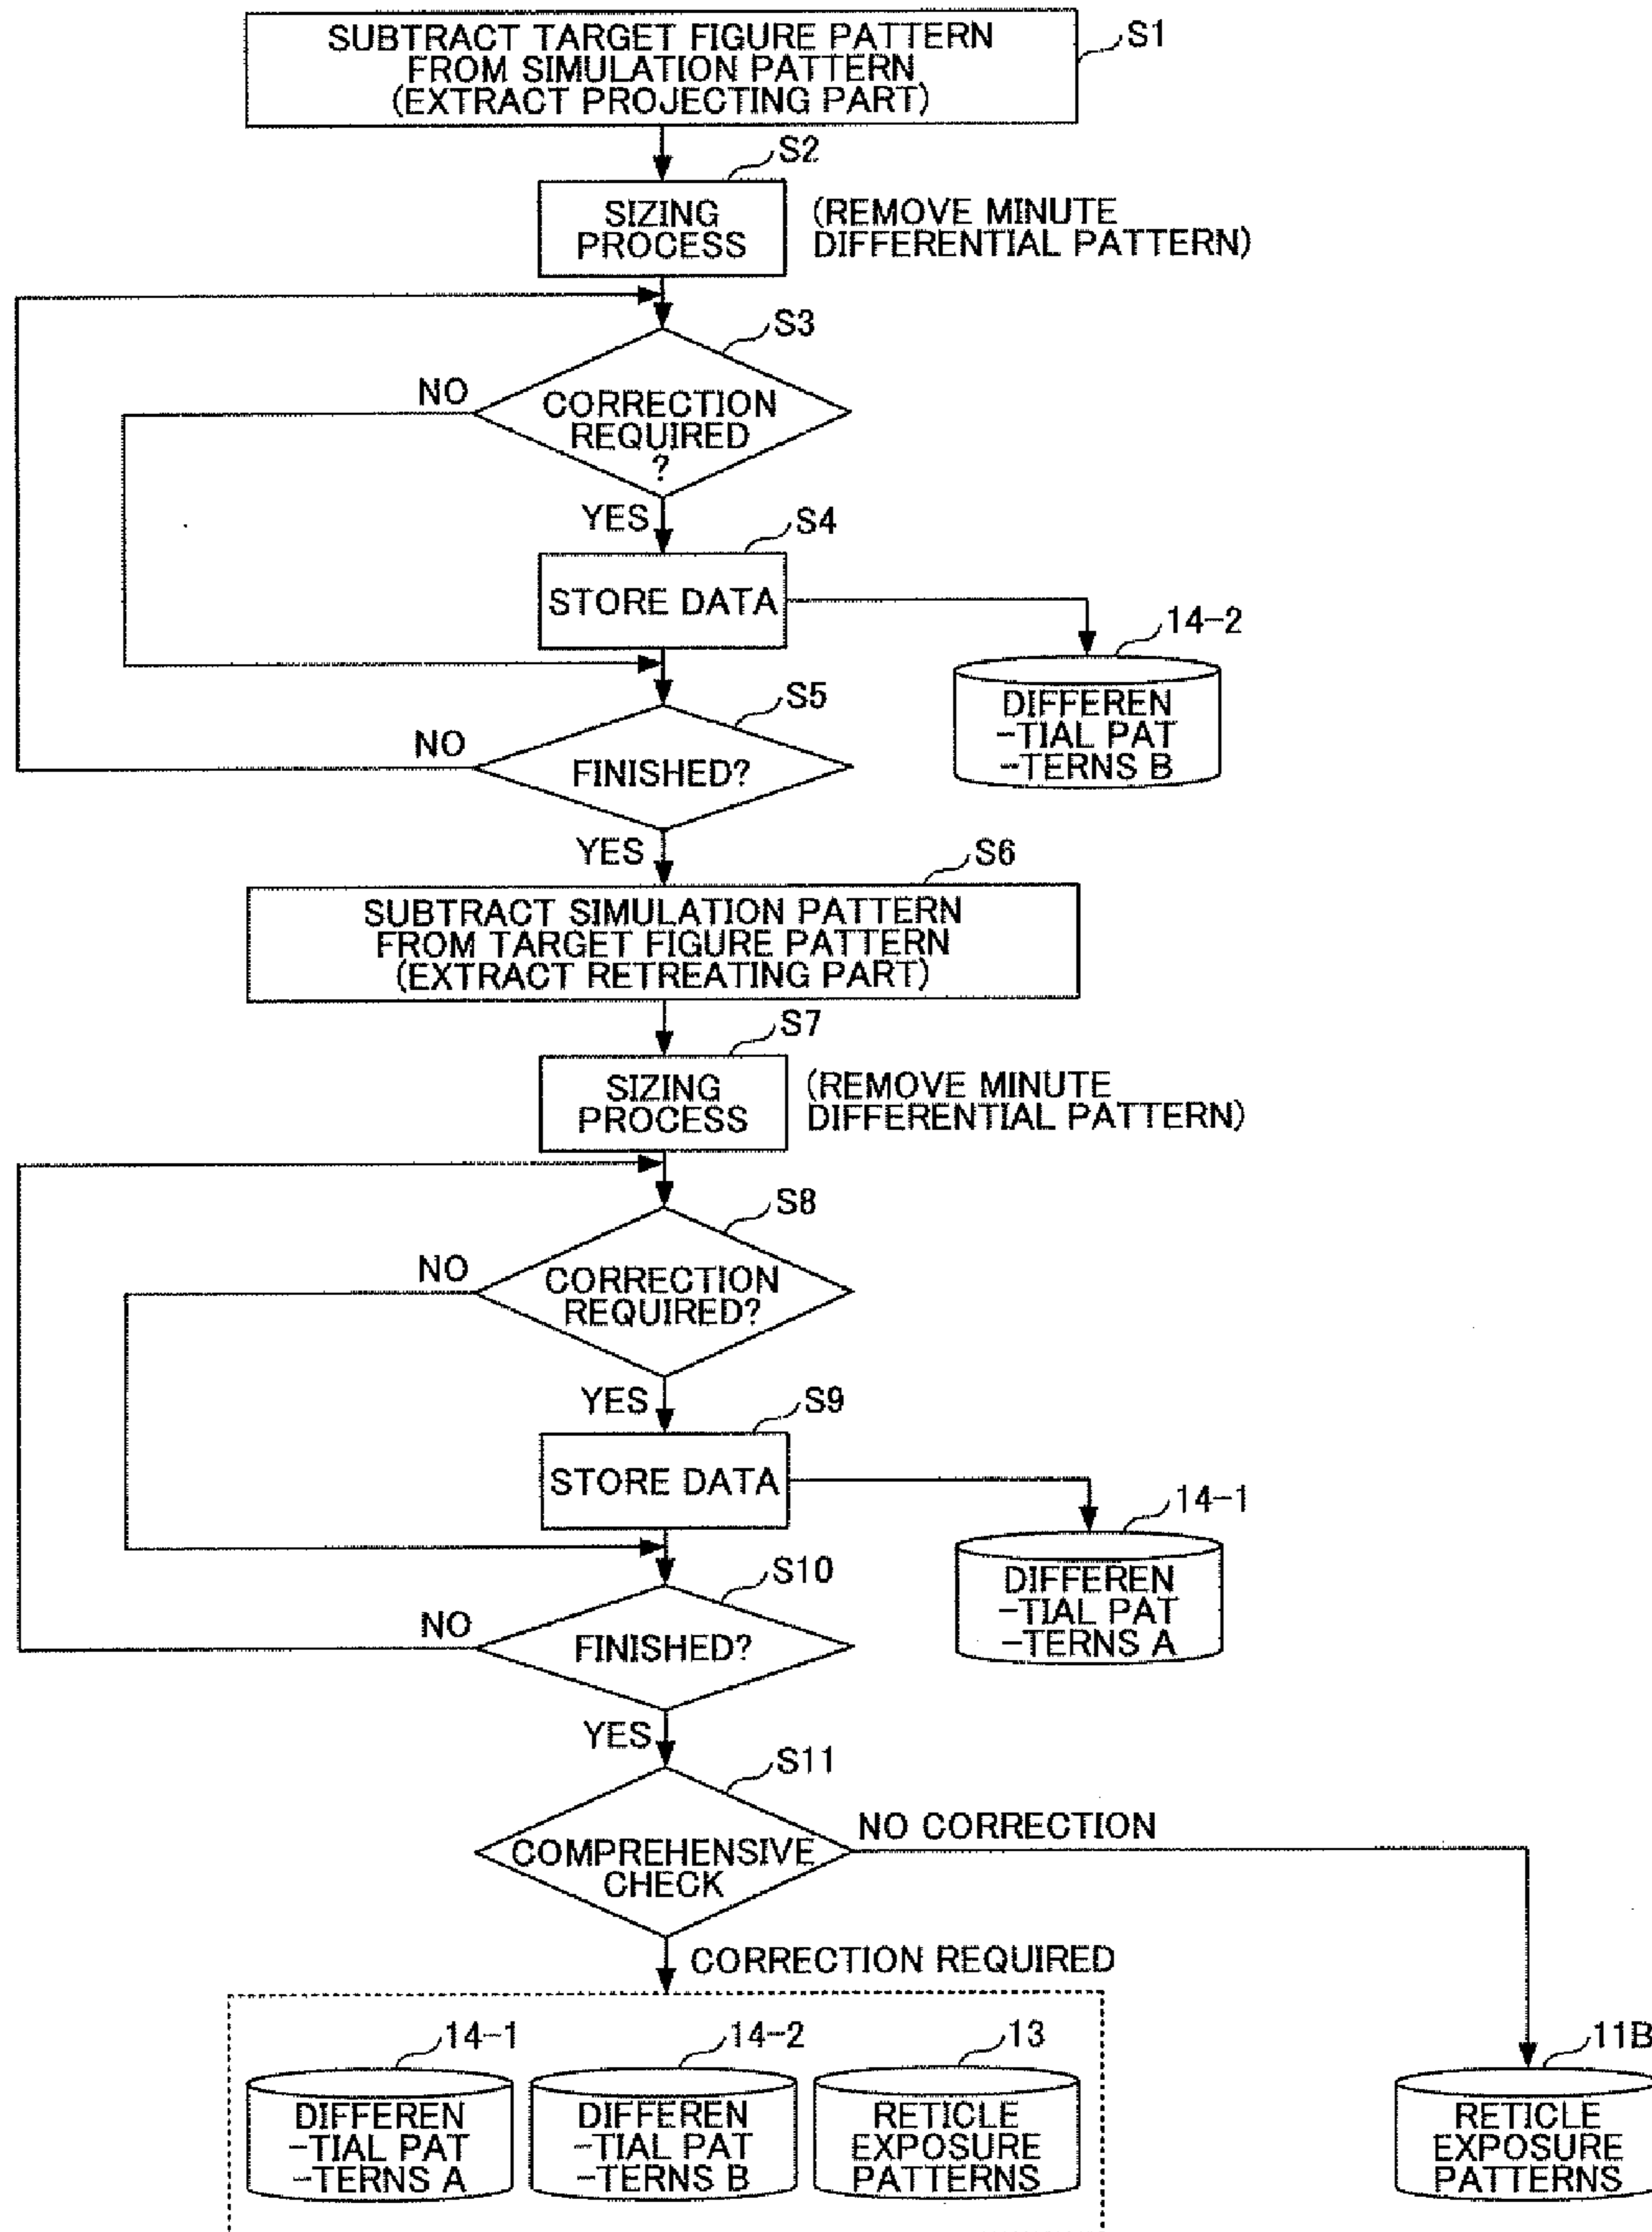 SUBTRACT TARGET FIGURE PATTERN
FROM SIMULATION PATTERN
(EXTRACT PROJECTING PART)
S1
S2
SIZING
PROCESS
(REMOVE MINUTE
DIFFERENTIAL PATTERN)
S3
NO
CORRECTION
REQUIRED
?
YES
S4
STORE DATA
14-2
DIFFEREN
-TIAL PAT
-TERNS B
S5
NO
FINISHED?
YES
S6
SUBTRACT SIMULATION PATTERN
FROM TARGET FIGURE PATTERN
(EXTRACT RETREATING PART)
S7
SIZING
PROCESS
(REMOVE MINUTE
DIFFERENTIAL PATTERN)
S8
NO
CORRECTION
REQUIRED?
YES
S9
STORE DATA
14-1
DIFFEREN
-TIAL PAT
-TERNS A
S10
NO
FINISHED?
YES
S11
COMPREHENSIVE
CHECK
NO CORRECTION
CORRECTION REQUIRED
14-1
DIFFEREN
-TIAL PAT
-TERNS A
14-2
DIFFEREN
-TIAL PAT
-TERNS B
13
RETICLE
EXPOSURE
PATTERNS
11B
RETICLE
EXPOSURE
PATTERNS